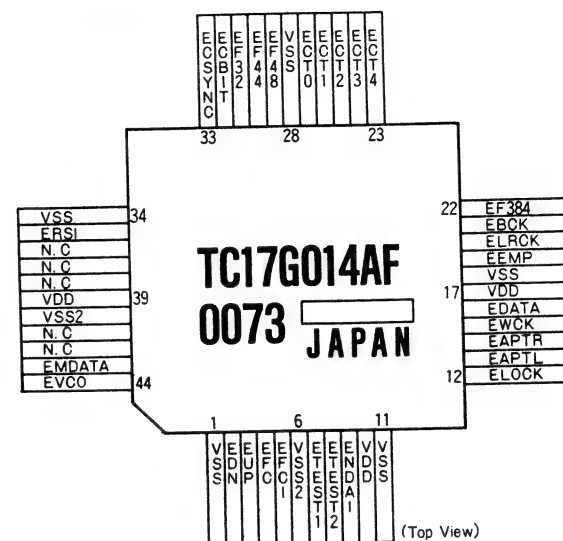 ECSYNC
ECBIT
EF32
EF44
EF48
VSS
ECT0
ECT1
ECT2
ECT3
ECT4
33
28
23
34
39
44
VSS
ERSI
N.C
N.C
N.C
VDD
VSS2
N.C
N.C
EMDATA
EVCO
TC17G014AF
0073
JAPAN
22
17
12
EF384
EBCK
ELRCK
EEMP
VSS
VDD
EDATA
EWCK
EAPTR
EAPTL
ELOCK
1
6
11
VSS
EDN
EUP
EFC
EFCI
VSS2
ETEST1
ETEST2
ENDAI
VDD
VSS
(Top View)